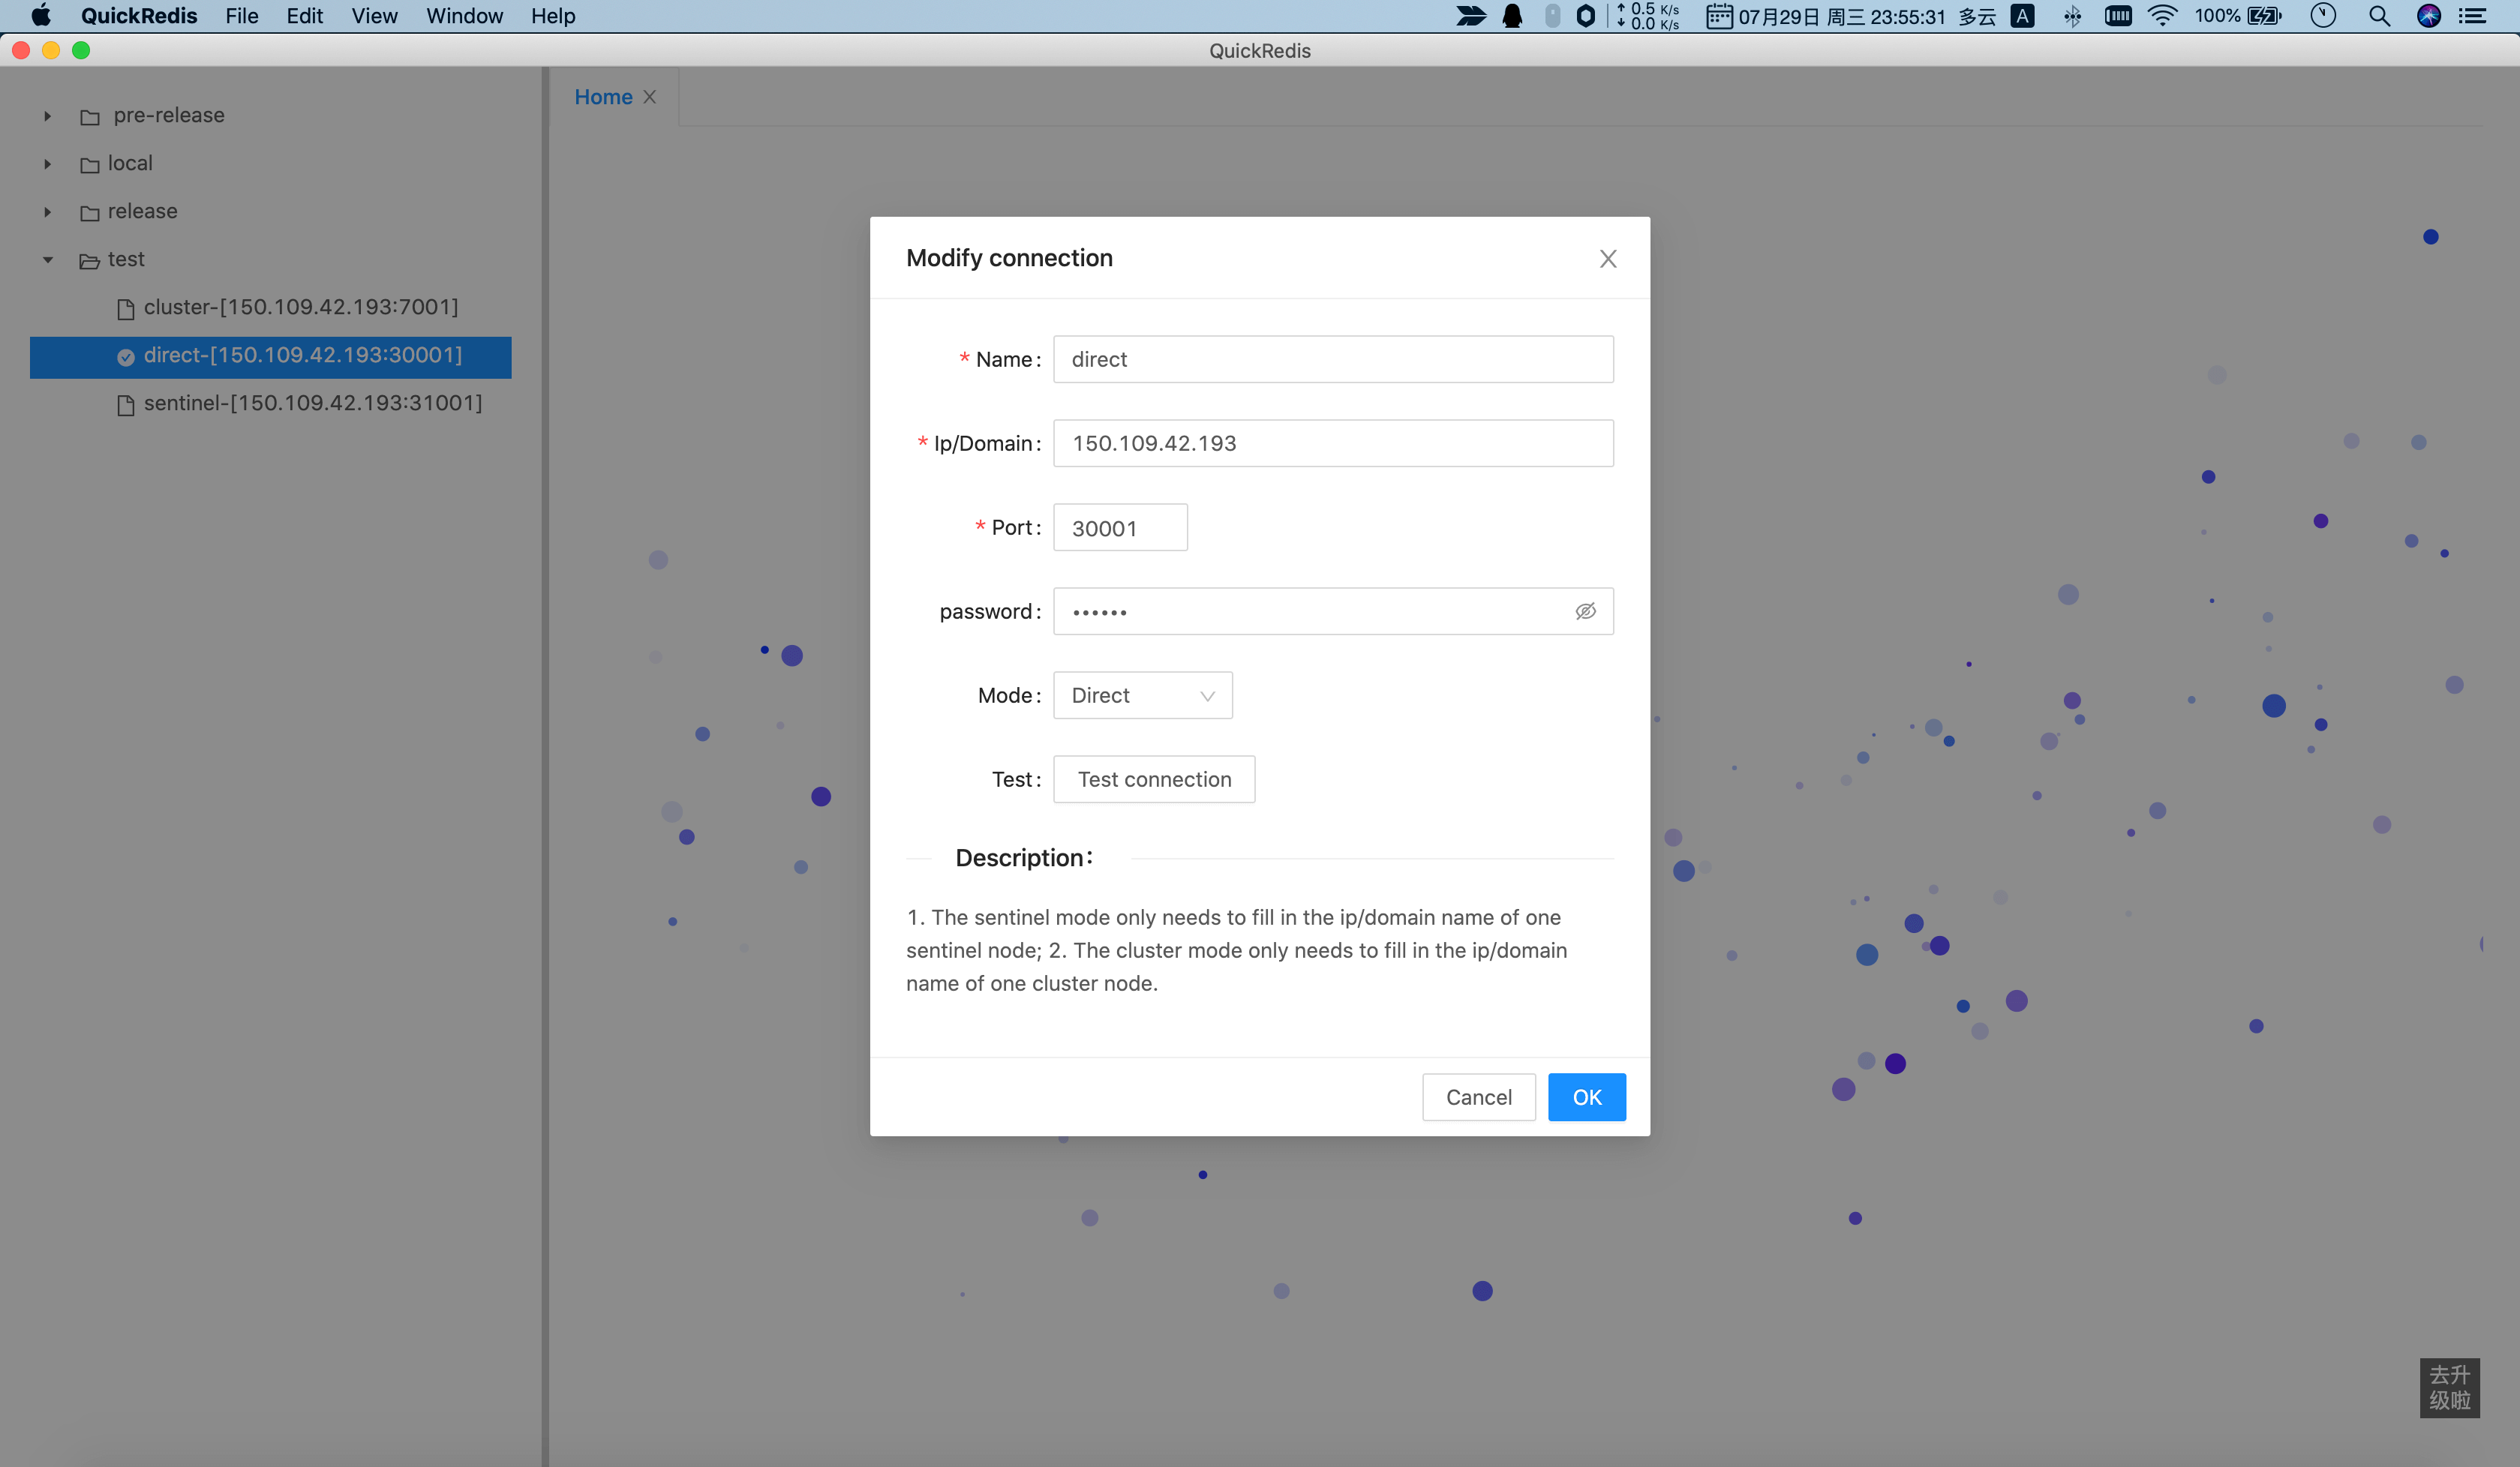 QuickRedis File Edit View Window Help 0.5 K/s 0.0 K/s 07月29日 周三 23:55:31 多云 A 100%
QuickRedis
pre-release
local
release
test
cluster-[150.109.42.193:7001]
direct-[150.109.42.193:30001]
sentinel-[150.109.42.193:31001]
Home
Modify connection
* Name: direct
* Ip/Domain: 150.109.42.193
* Port: 30001
password: ••••••
Mode: Direct
Test: Test connection
Description：
1. The sentinel mode only needs to fill in the ip/domain name of one
sentinel node; 2. The cluster mode only needs to fill in the ip/domain
name of one cluster node.
Cancel OK
去升
级啦